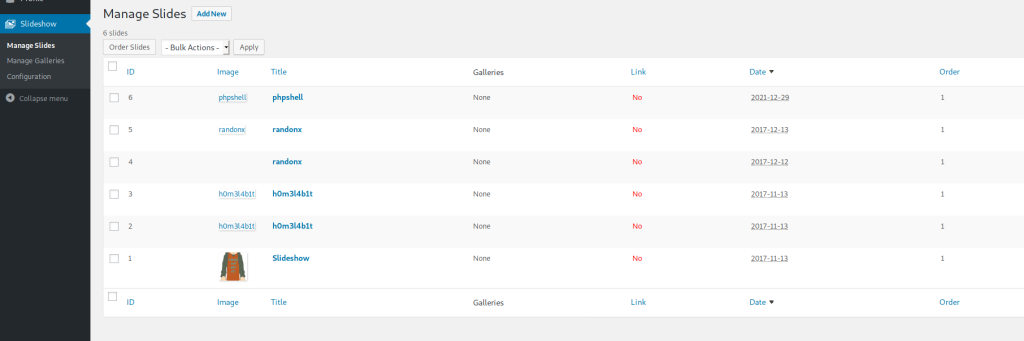 Profile
Manage Slides Add New
Slideshow
6 slides
Manage Slides
Order Slides - Bulk Actions - Apply
Manage Galleries
Configuration
ID Image Title Galleries Link Date Order
Collapse menu
6 phpshell phpshell None No 2021-12-29 1
5 randonx randonx None No 2017-12-13 1
4 randonx None No 2017-12-12 1
3 h0m3l4b1t h0m3l4b1t None No 2017-11-13 1
2 h0m3l4b1t h0m3l4b1t None No 2017-11-13 1
1 Slideshow None No 2017-11-13 1
ID Image Title Galleries Link Date Order